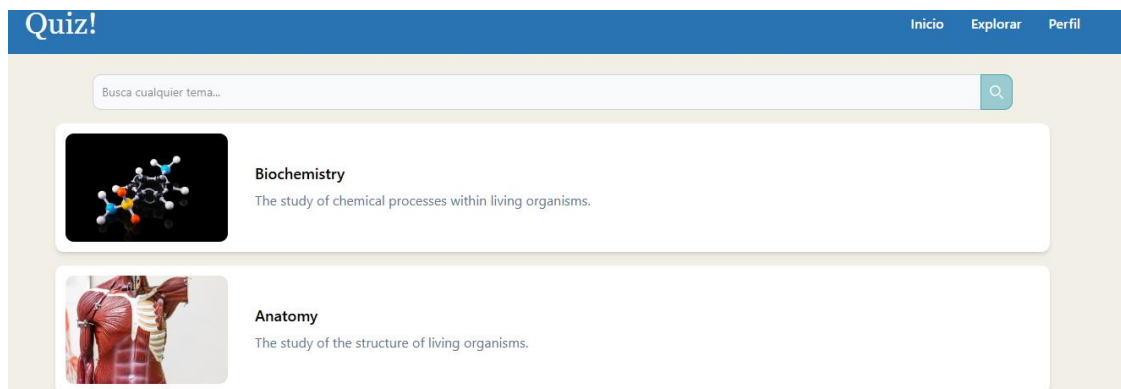 Quiz!
Inicio Explorar Perfil
Busca cualquier tema...
Biochemistry
The study of chemical processes within living organisms.
Anatomy
The study of the structure of living organisms.